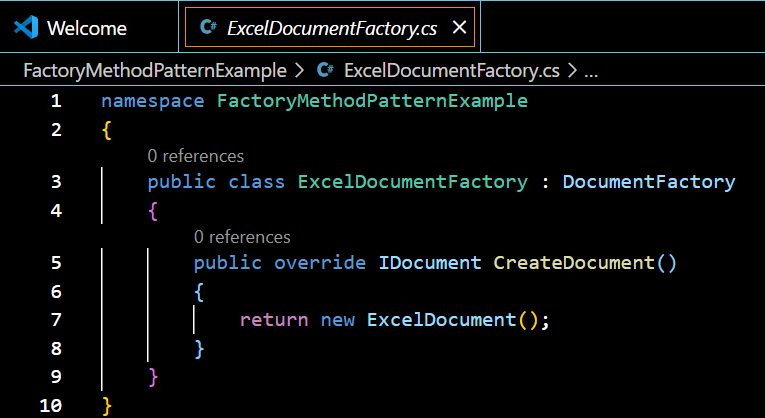 Welcome
C# ExcelDocumentFactory.cs ×
FactoryMethodPatternExample > C# ExcelDocumentFactory.cs > ...
1 namespace FactoryMethodPatternExample
2 {
0 references
3 public class ExcelDocumentFactory : DocumentFactory
4 {
0 references
5 public override IDocument CreateDocument()
6 {
7 return new ExcelDocument();
8 }
9 }
10 }